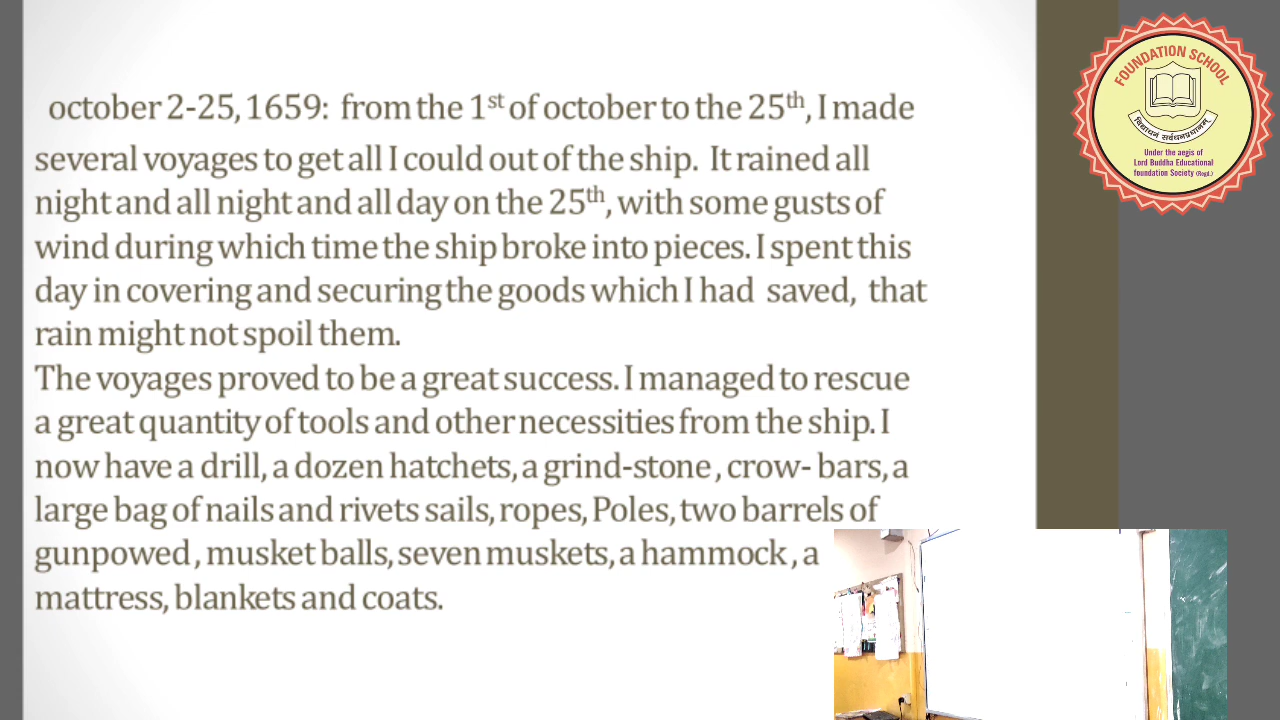 october 2-25, 1659: from the 1st of october to the 25th, I made
several voyages to get all I could out of the ship. It rained all
night and all night and all day on the 25th, with some gusts of
wind during which time the ship broke into pieces. I spent this
day in covering and securing the goods which I had saved, that
rain might not spoil them.
The voyages proved to be a great success. I managed to rescue
a great quantity of tools and other necessities from the ship. I
now have a drill, a dozen hatchets, a grind-stone , crow- bars, a
large bag of nails and rivets sails, ropes, Poles, two barrels of
gunpowed , musket balls, seven muskets, a hammock , a
mattress, blankets and coats.
FOUNDATION SCHOOL
विद्याधनं सर्वधनप्रधानम्
Under the aegis of
Lord Buddha Educational
foundation Society (Regd.)